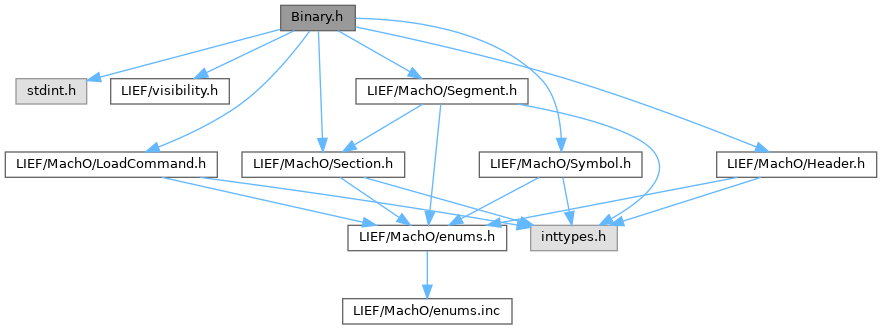 Binary.h
stdint.h
LIEF/visibility.h
LIEF/MachO/Segment.h
LIEF/MachO/LoadCommand.h
LIEF/MachO/Section.h
LIEF/MachO/Symbol.h
LIEF/MachO/Header.h
LIEF/MachO/enums.h
inttypes.h
LIEF/MachO/enums.inc